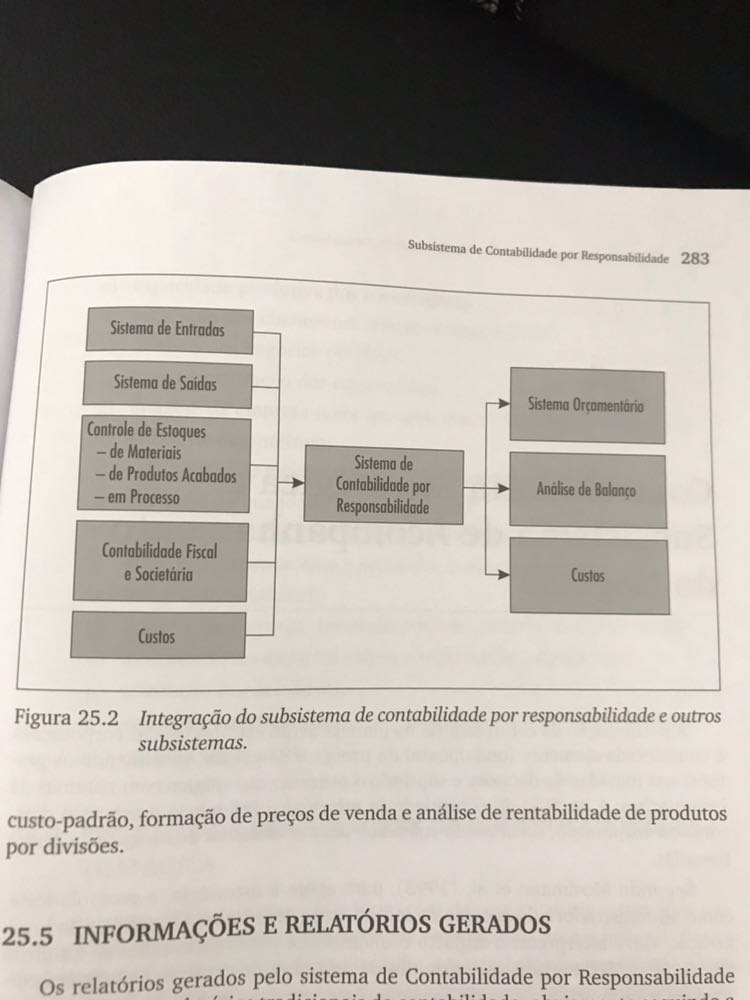 Subsistema de Contabilidade por Responsabilidade 283
Sistema de Entradas
Sistema de Saídas
Controle de Estoques
– de Materiais
– de Produtos Acabados
– em Processo
Contabilidade Fiscal
e Societária
Custos
Sistema de
Contabilidade por
Responsabilidade
Sistema Orçamentário
Análise de Balanço
Custos
Figura 25.2 Integração do subsistema de contabilidade por responsabilidade e outros
subsistemas.
custo-padrão, formação de preços de venda e análise de rentabilidade de produtos
por divisões.
25.5 INFORMAÇÕES E RELATÓRIOS GERADOS
Os relatórios gerados pelo sistema de Contabilidade por Responsabilidade